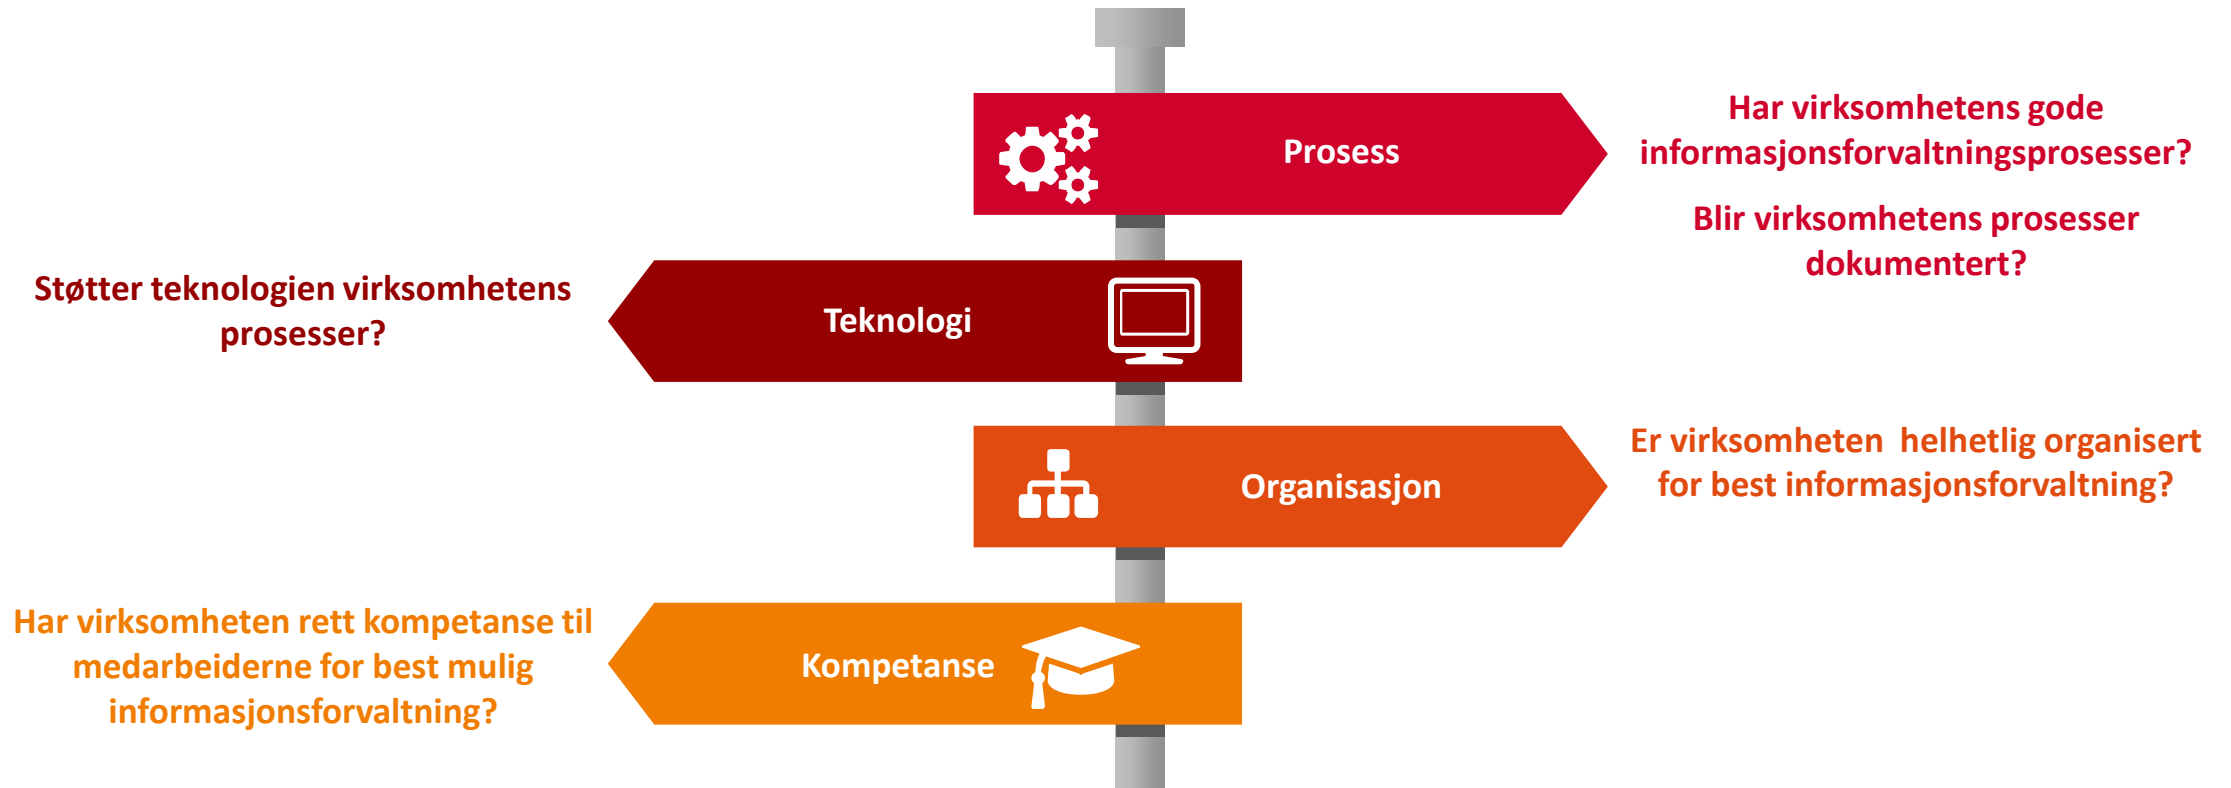 Prosess
Har virksomhetens gode
informasjonsforvaltningsprosesser?
Blir virksomhetens prosesser
dokumentert?
Støtter teknologien virksomhetens
prosesser?
Teknologi
Organisasjon
Er virksomheten  helhetlig organisert
for best informasjonsforvaltning?
Har virksomheten rett kompetanse til
medarbeiderne for best mulig
informasjonsforvaltning?
Kompetanse